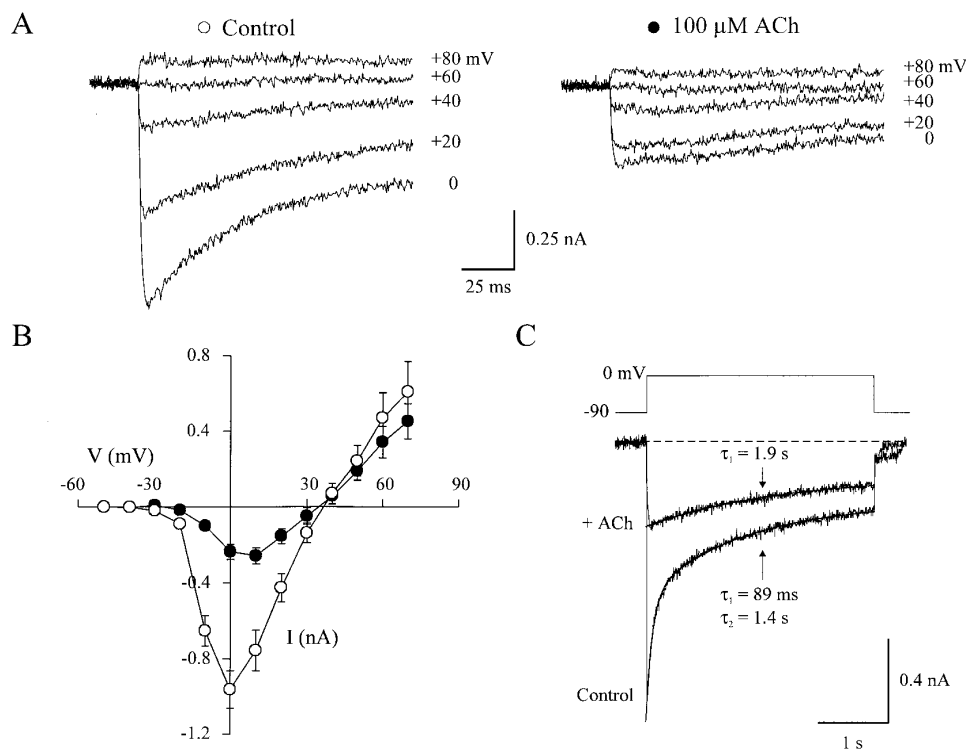 A
○ Control
● 100 μM ACh
+80 mV
+60
+40
+20
0
+80 mV
+60
+40
+20
0
0.25 nA
25 ms
B
0.8
0.4
V (mV)
-60
-30
30
60
90
-0.4
I (nA)
-0.8
-1.2
C
0 mV
-90
τ1 = 1.9 s
+ ACh
τ1 = 89 ms
τ2 = 1.4 s
Control
0.4 nA
1 s